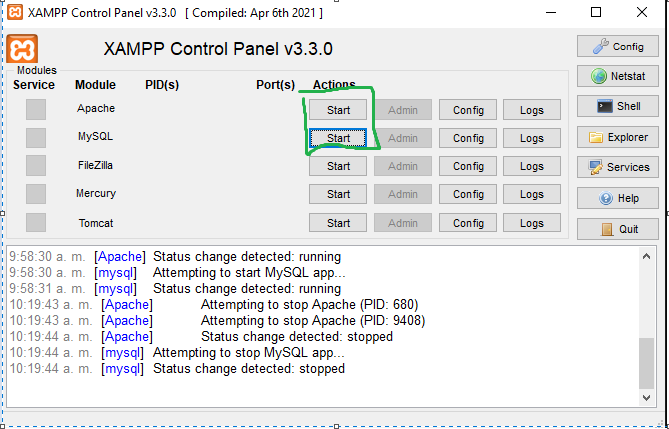 XAMPP Control Panel v3.3.0 [ Compiled: Apr 6th 2021 ]
XAMPP Control Panel v3.3.0
Config
Modules
Service Module PID(s) Port(s) Actions
Netstat
Apache Start Admin Config Logs
Shell
MySQL Start Admin Config Logs
Explorer
FileZilla Start Admin Config Logs
Services
Mercury Start Admin Config Logs
Help
Tomcat Start Admin Config Logs
Quit
9:58:30 a. m. [Apache] Status change detected: running
9:58:30 a. m. [mysql] Attempting to start MySQL app...
9:58:31 a. m. [mysql] Status change detected: running
10:19:43 a. m. [Apache] Attempting to stop Apache (PID: 680)
10:19:43 a. m. [Apache] Attempting to stop Apache (PID: 9408)
10:19:44 a. m. [Apache] Status change detected: stopped
10:19:44 a. m. [mysql] Attempting to stop MySQL app...
10:19:44 a. m. [mysql] Status change detected: stopped